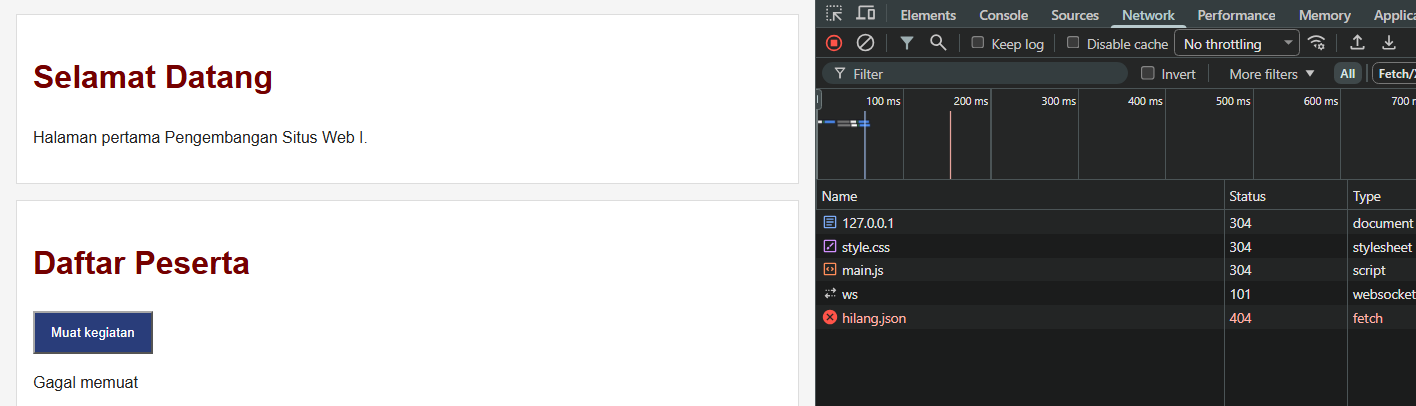 Selamat Datang
Halaman pertama Pengembangan Situs Web I.
Daftar Peserta
Muat kegiatan
Gagal memuat
Elements Console Sources Network Performance Memory Applica
Keep log Disable cache No throttling
Filter Invert More filters All Fetch/X
100 ms 200 ms 300 ms 400 ms 500 ms 600 ms 700 m
Name Status Type
127.0.0.1 304 document
style.css 304 stylesheet
main.js 304 script
ws 101 websocket
hilang.json 404 fetch